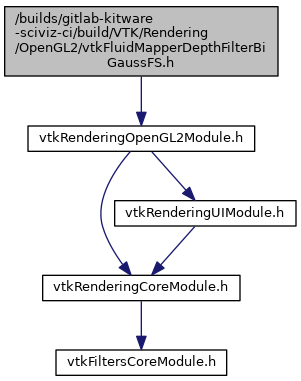 /builds/gitlab-kitware
-sciviz-ci/build/VTK/Rendering
/OpenGL2/vtkFluidMapperDepthFilterBi
GaussFS.h
vtkRenderingOpenGL2Module.h
vtkRenderingUIModule.h
vtkRenderingCoreModule.h
vtkFiltersCoreModule.h